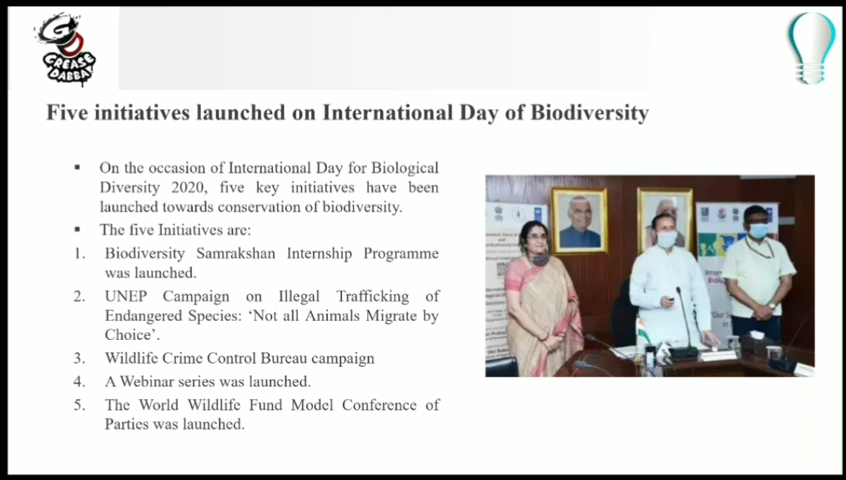 GREASE
DABBAY
Five initiatives launched on International Day of Biodiversity
▪ On the occasion of International Day for Biological
Diversity 2020, five key initiatives have been
launched towards conservation of biodiversity.
▪ The five Initiatives are:
1. Biodiversity Samrakshan Internship Programme
was launched.
2. UNEP Campaign on Illegal Trafficking of
Endangered Species: ‘Not all Animals Migrate by
Choice’.
3. Wildlife Crime Control Bureau campaign
4. A Webinar series was launched.
5. The World Wildlife Fund Model Conference of
Parties was launched.